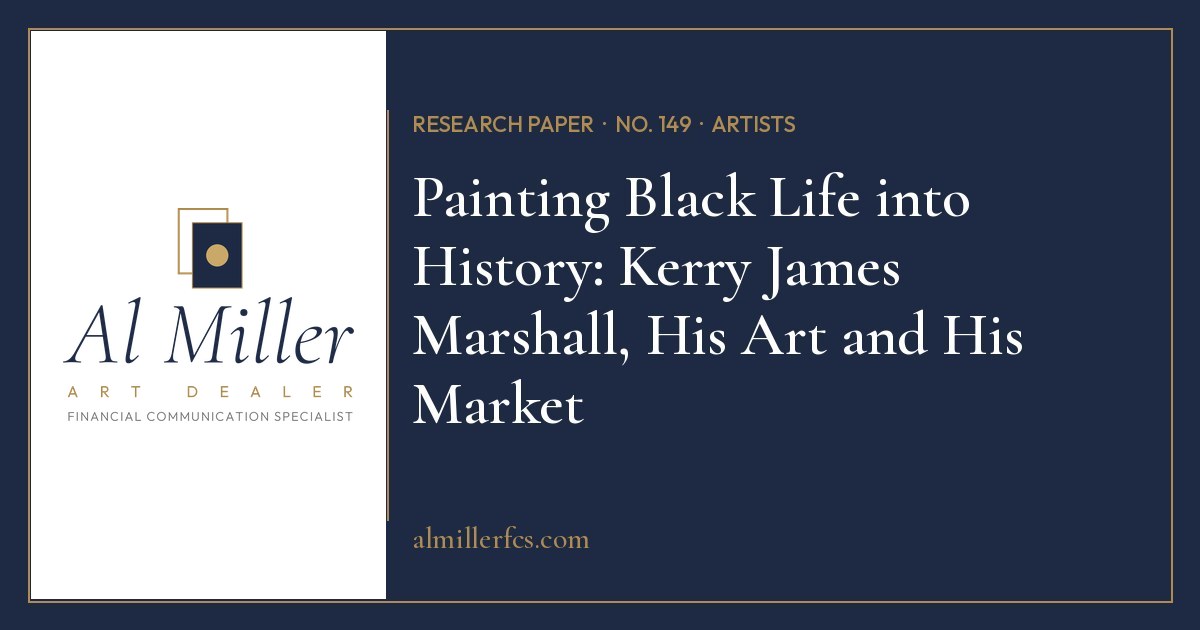 Al Miller
ART DEALER
FINANCIAL COMMUNICATION SPECIALIST
RESEARCH PAPER · NO. 149 · ARTISTS
Painting Black Life into
History: Kerry James
Marshall, His Art and His
Market
almillerfcs.com